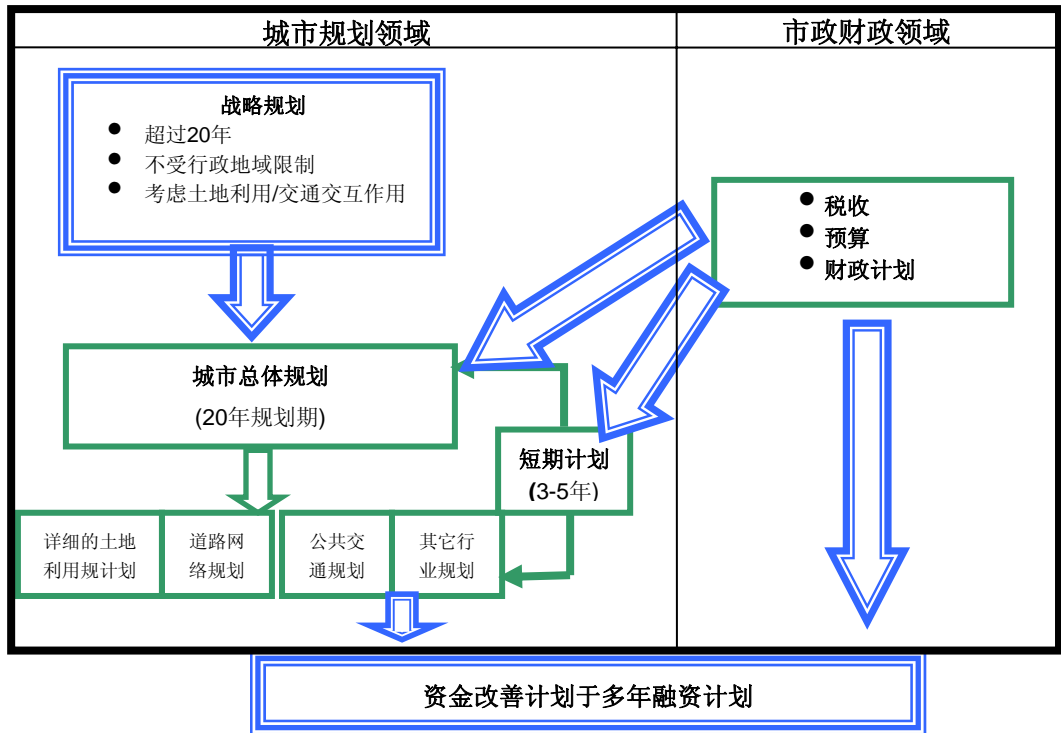 城市规划领域
市政财政领域
战略规划
● 超过20年
● 不受行政地域限制
● 考虑土地利用/交通交互作用
● 税收
● 预算
● 财政计划
城市总体规划
(20年规划期)
短期计划
(3-5年)
详细的土地
利用规计划
道路网
络规划
公共交
通规划
其它行
业规划
资金改善计划于多年融资计划